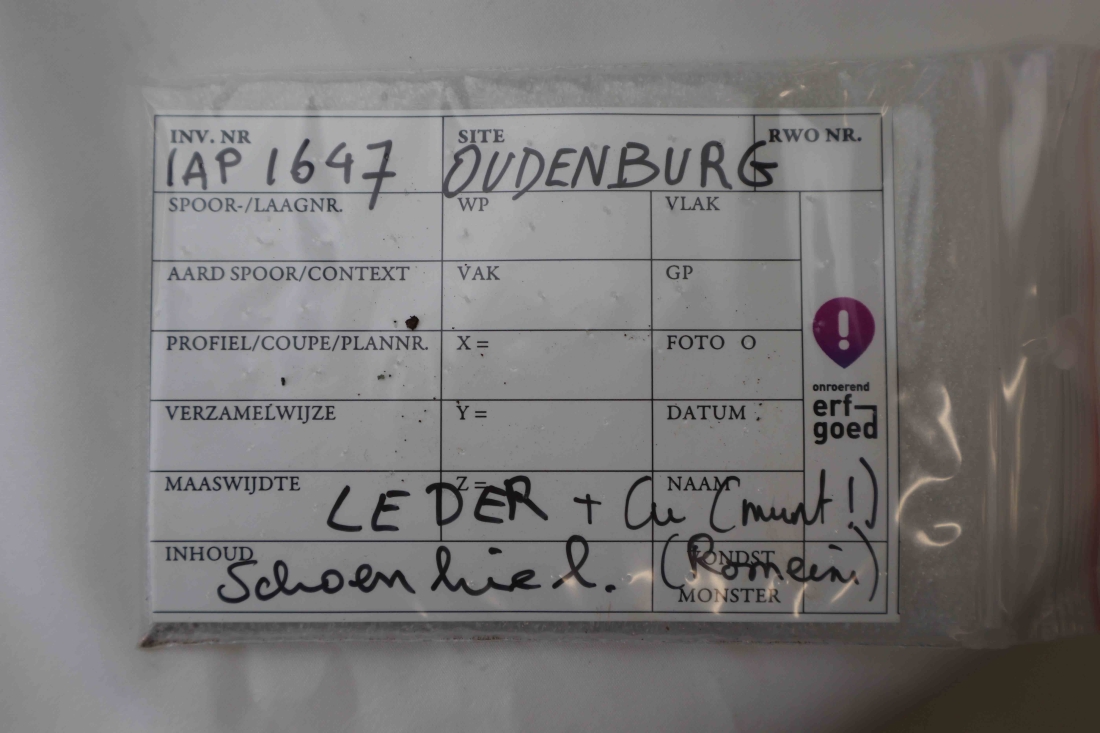 INV. NR SITE RWO NR.
IAP 1647 OUDENBURG
SPOOR-/LAAGNR. WP VLAK
AARD SPOOR/CONTEXT VAK GP
PROFIEL/COUPE/PLANNR. X = FOTO O
onroerend
erf
goed
VERZAMELWIJZE Y = DATUM
MAASWIJDTE Z = NAAM
LEDER + Cu (munt!)
INHOUD VONDST
Schoenhiel. (Romein)
MONSTER